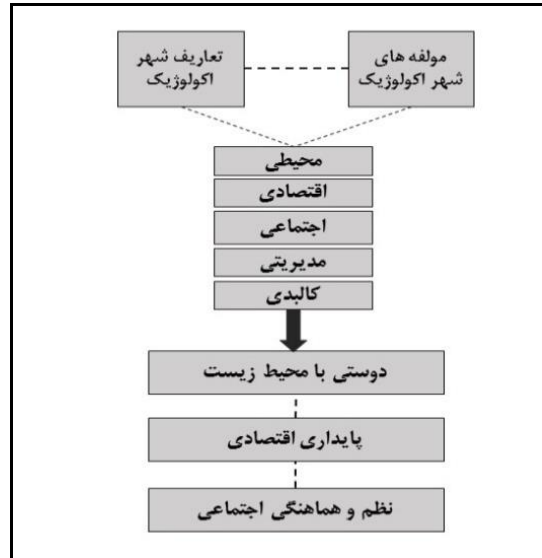 مولفه های
شهر اکولوژیک
تعاریف شهر
اکولوژیک
محیطی
اقتصادی
اجتماعی
مدیریتی
کالبدی
دوستی با محیط زیست
پایداری اقتصادی
نظم و هماهنگی اجتماعی